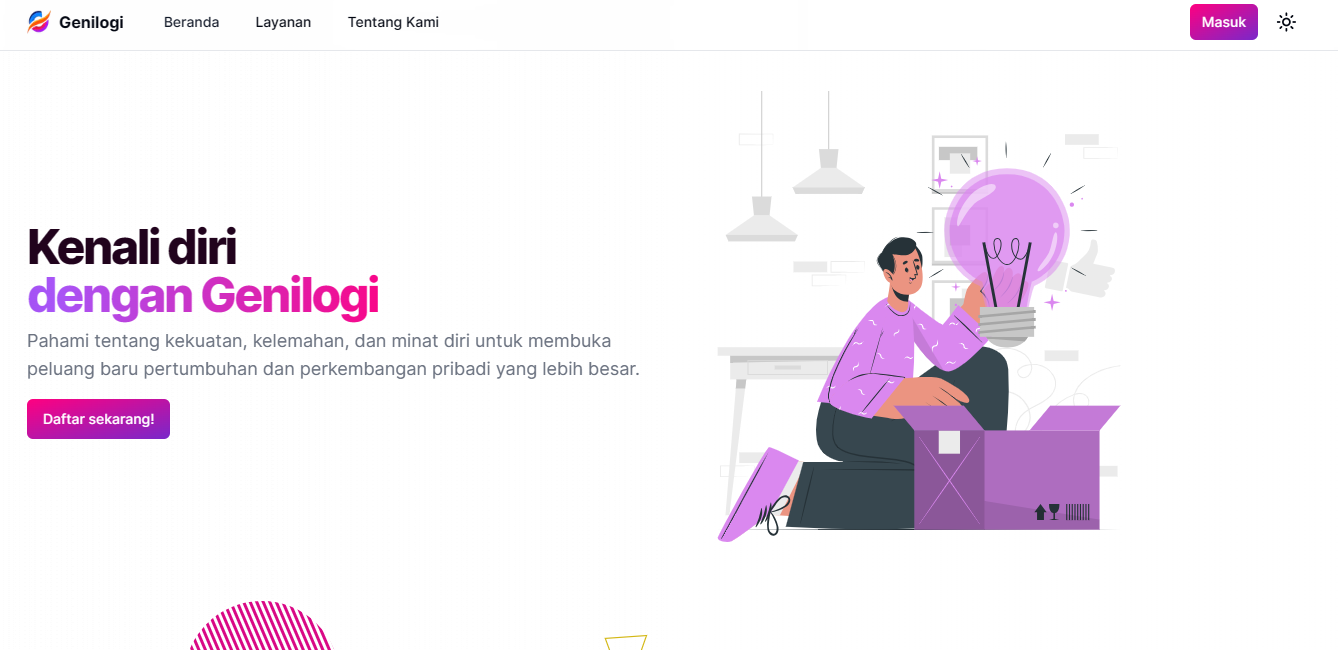 Genilogi
Beranda
Layanan
Tentang Kami
Masuk
Kenali diri
dengan Genilogi
Pahami tentang kekuatan, kelemahan, dan minat diri untuk membuka
peluang baru pertumbuhan dan perkembangan pribadi yang lebih besar.
Daftar sekarang!